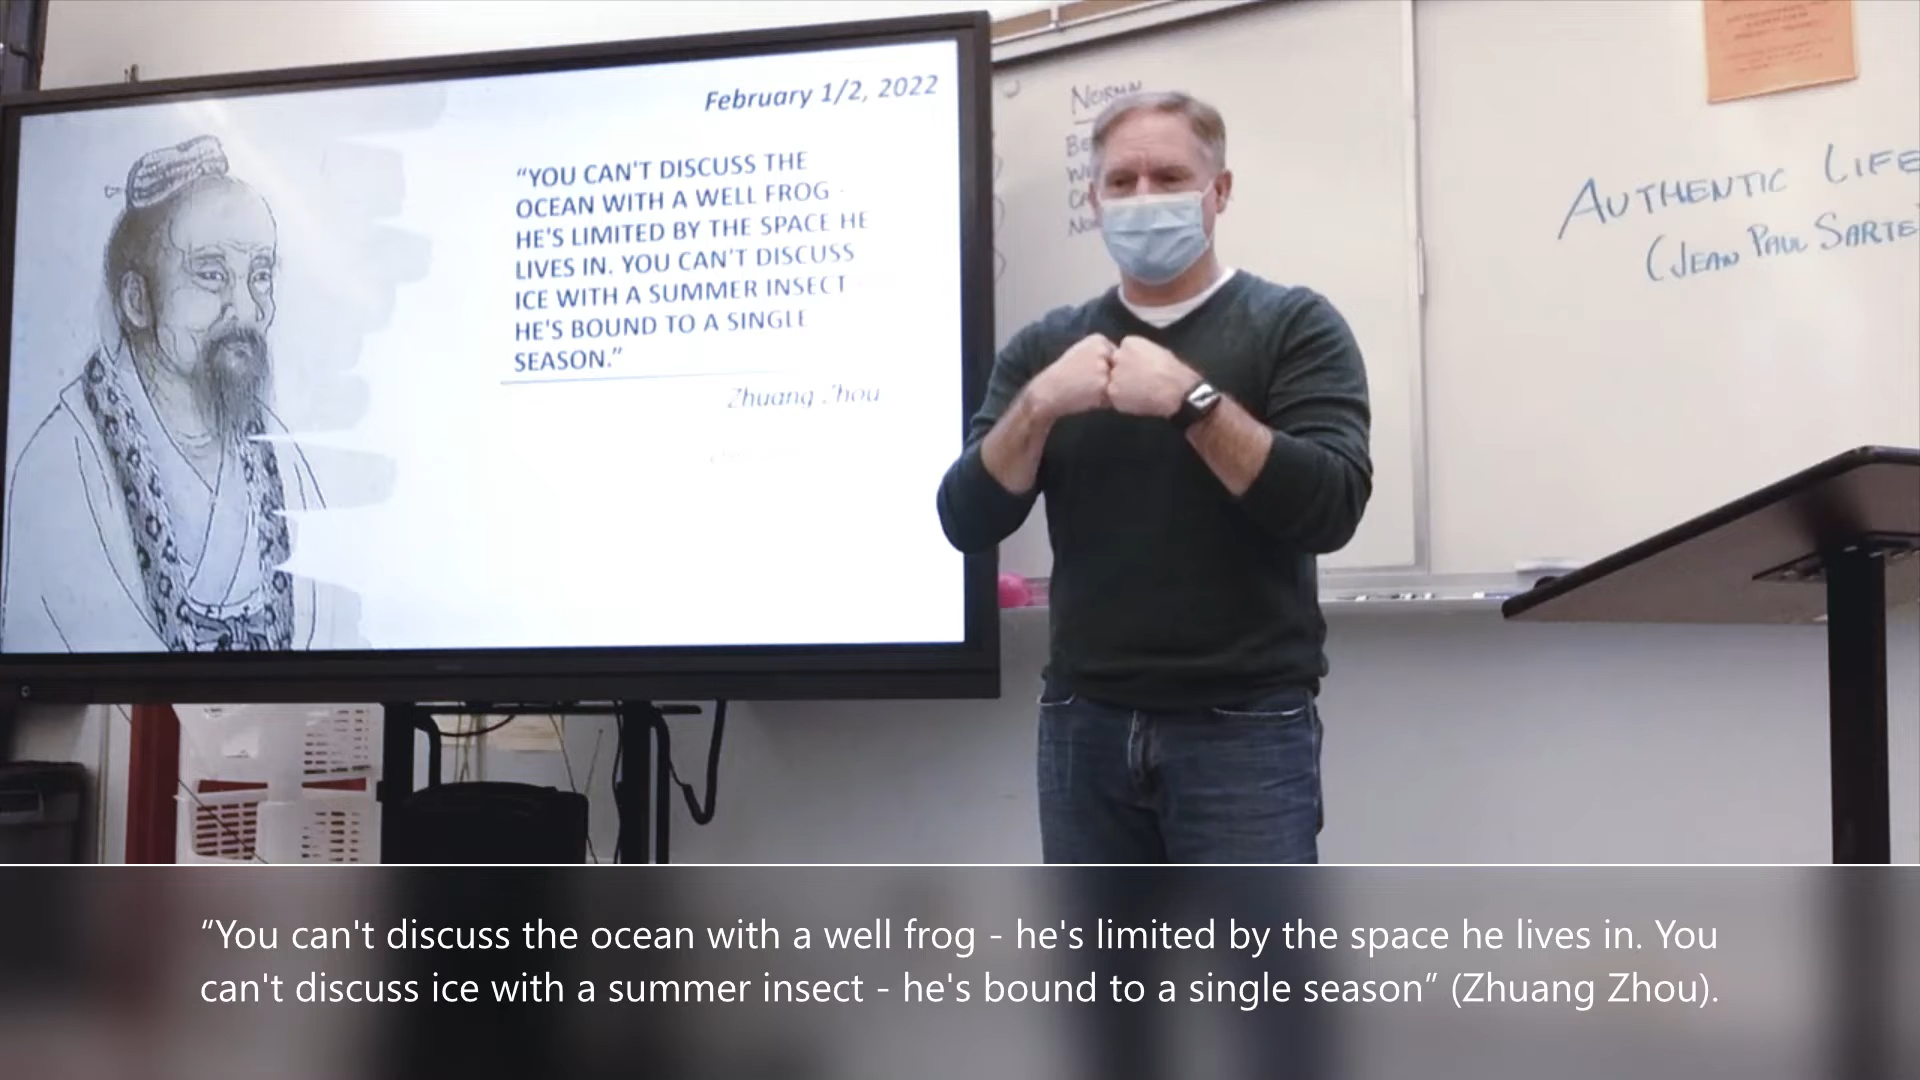 February 1/2, 2022
“YOU CAN'T DISCUSS THE
OCEAN WITH A WELL FROG -
HE'S LIMITED BY THE SPACE HE
LIVES IN. YOU CAN'T DISCUSS
ICE WITH A SUMMER INSECT -
HE'S BOUND TO A SINGLE
SEASON.”
Zhuang Zhou
AUTHENTIC LIFE
(JEAN PAUL SARTE
“You can't discuss the ocean with a well frog - he's limited by the space he lives in. You
can't discuss ice with a summer insect - he's bound to a single season” (Zhuang Zhou).